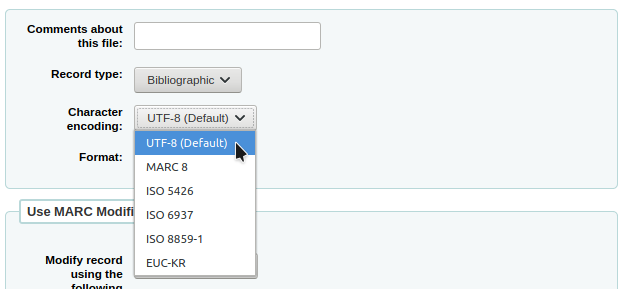 Comments about
this file:
Record type:
Bibliographic
Character
encoding:
UTF-8 (Default)
UTF-8 (Default)
Format:
MARC 8
ISO 5426
ISO 6937
Use MARC Modifi
ISO 8859-1
EUC-KR
Modify record
using the
following